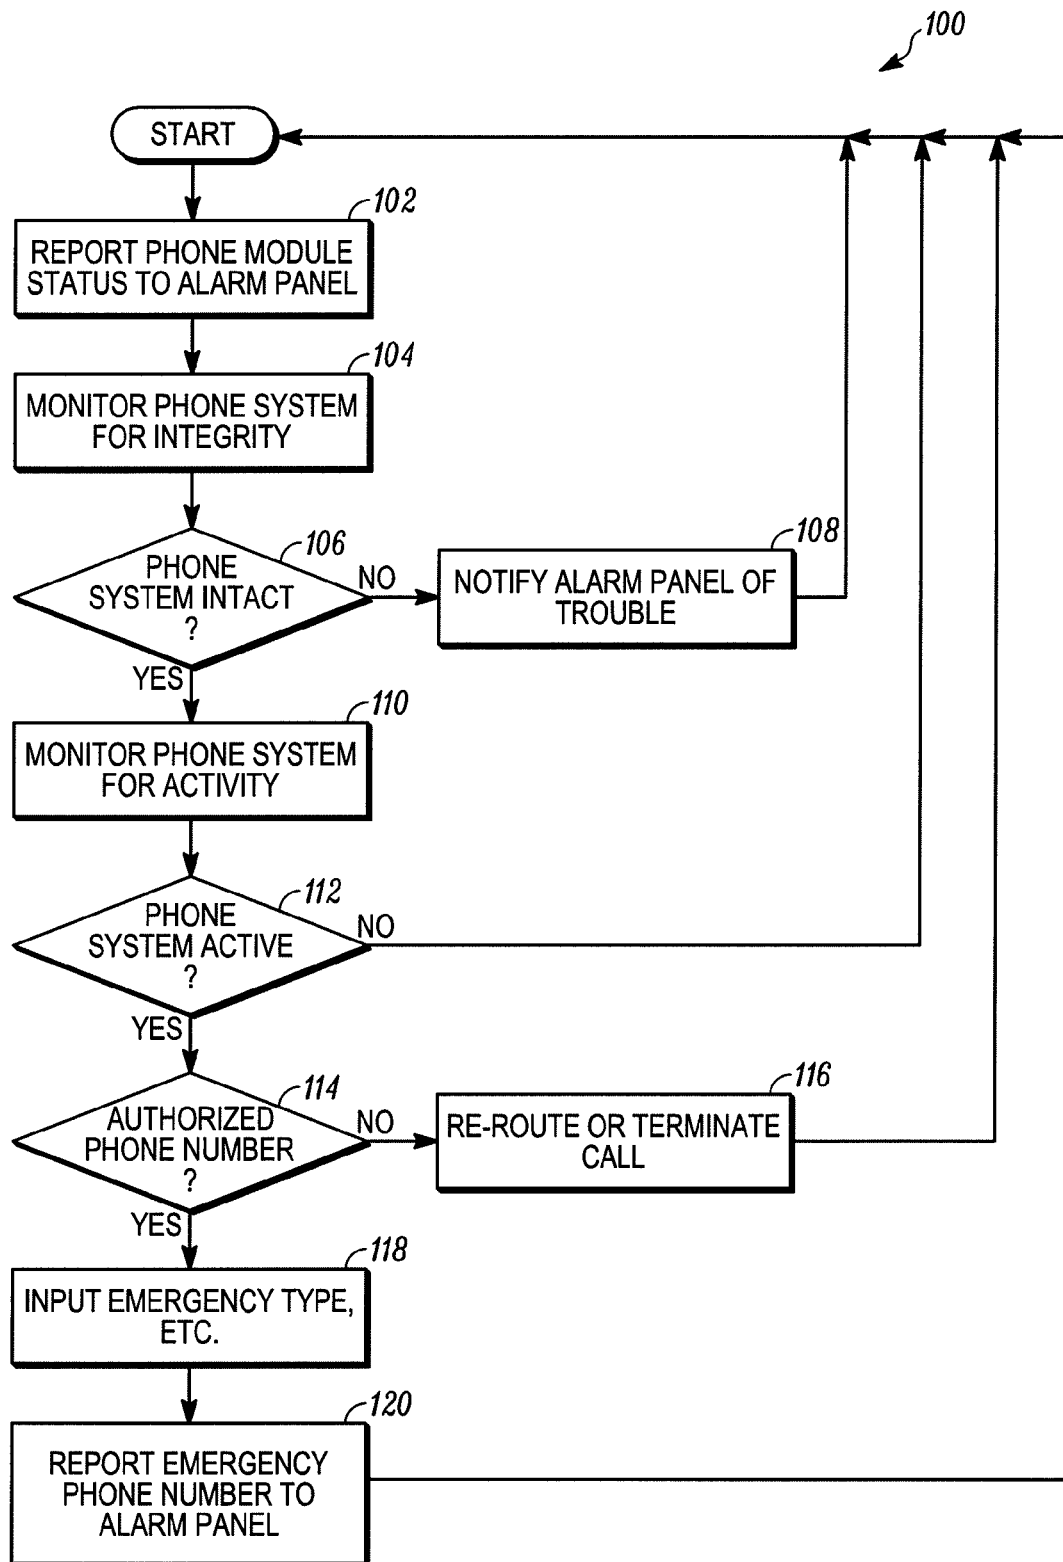 100
START
102
REPORT PHONE MODULE
STATUS TO ALARM PANEL
104
MONITOR PHONE SYSTEM
FOR INTEGRITY
106
PHONE
SYSTEM INTACT
?
NO
108
NOTIFY ALARM PANEL OF
TROUBLE
YES
110
MONITOR PHONE SYSTEM
FOR ACTIVITY
112
PHONE
SYSTEM ACTIVE
?
NO
YES
114
AUTHORIZED
PHONE NUMBER
?
NO
116
RE-ROUTE OR TERMINATE
CALL
YES
118
INPUT EMERGENCY TYPE,
ETC.
120
REPORT EMERGENCY
PHONE NUMBER TO
ALARM PANEL